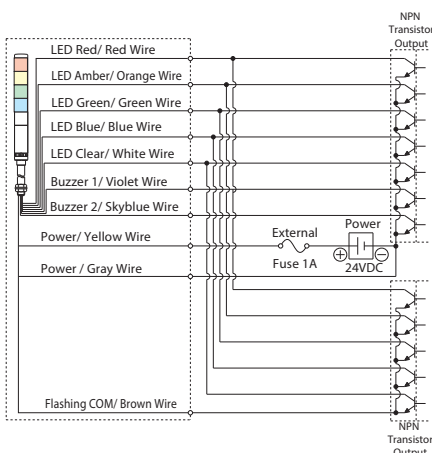 NPN
Transistor
Output
LED Red/ Red Wire
LED Amber/ Orange Wire
LED Green/ Green Wire
LED Blue/ Blue Wire
LED Clear/ White Wire
Buzzer 1/ Violet Wire
Buzzer 2/ Skyblue Wire
Power/ Yellow Wire
External
Fuse 1A
Power
24VDC
Power / Gray Wire
Flashing COM/ Brown Wire
NPN
Transistor
Output